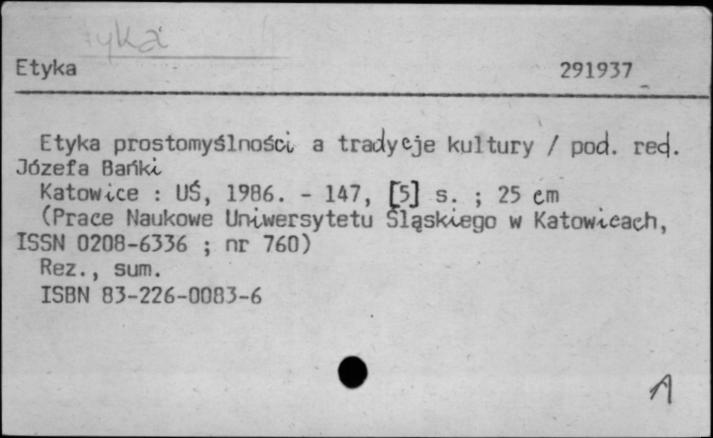 yka
Etyka 291937
Etyka prostomyślności a tradycje kultury / pod. red.
Józefa Bańki
Katowice : UŚ, 1986. - 147, [5] s. ; 25 cm
(Prace Naukowe Uniwersytetu Śląskiego w Katowicach,
ISSN 0208-6336 ; nr 760)
Rez., sum.
ISBN 83-226-0083-6
A